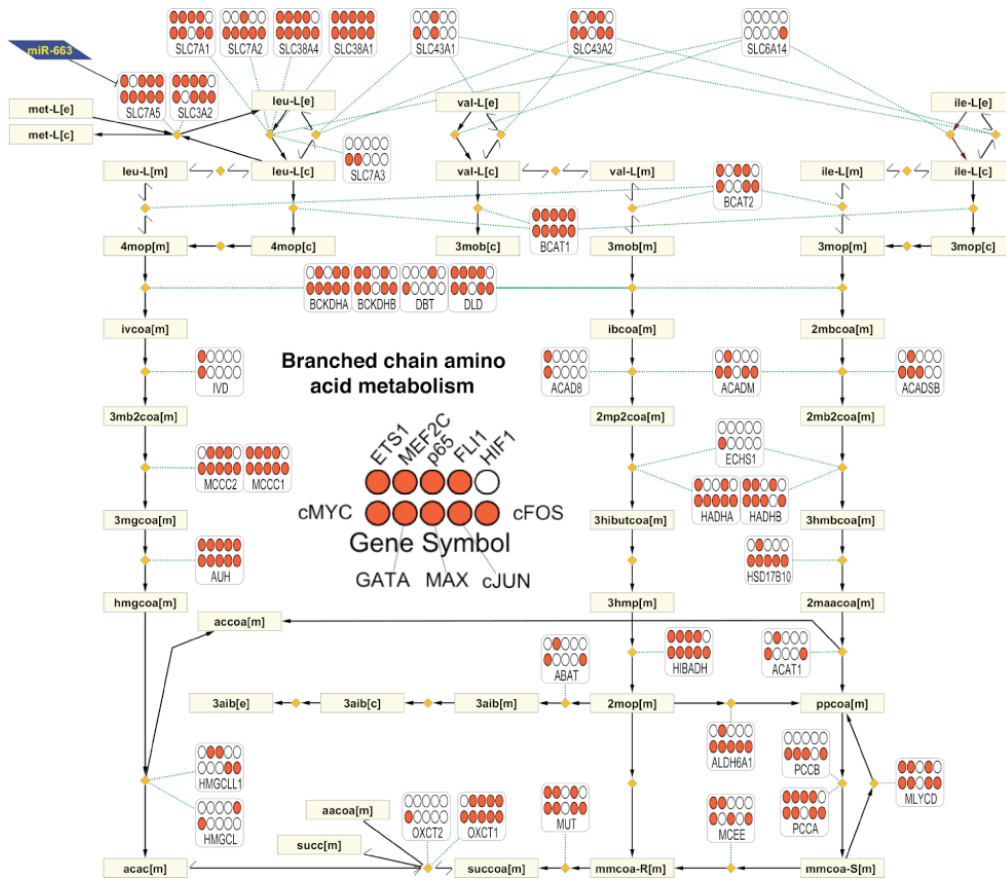 miR-663
SLC7A1
SLC7A2
SLC38A4
SLC38A1
SLC43A1
SLC43A2
SLC6A14
SLC7A5
SLC3A2
met-L[e]
leu-L[e]
val-L[e]
ile-L[e]
met-L[c]
SLC7A3
leu-L[m]
leu-L[c]
val-L[c]
val-L[m]
ile-L[m]
ile-L[c]
BCAT2
BCAT1
4mop[m]
4mop[c]
3mob[c]
3mob[m]
3mop[m]
3mop[c]
BCKDHA
BCKDHB
DBT
DLD
ivcoa[m]
ibcoa[m]
2mbcoa[m]
Branched chain amino
acid metabolism
IVD
ACAD8
ACADM
ACADSB
3mb2coa[m]
2mp2coa[m]
2mb2coa[m]
ETS1
MEF2C
p65
FLI1
HIF1
ECHS1
MCCC2
MCCC1
cMYC
cFOS
HADHA
HADHB
3mgcoa[m]
Gene Symbol
3hibutcoa[m]
3hmbcoa[m]
AUH
GATA
MAX
cJUN
HSD17B10
hmgcoa[m]
3hmp[m]
2maacoa[m]
accoa[m]
ABAT
HIBADH
ACAT1
3aib[e]
3aib[c]
3aib[m]
2mop[m]
ppcoa[m]
ALDH6A1
PCCB
HMGCLL1
MLYCD
aacoa[m]
OXCT2
OXCT1
MUT
MCEE
PCCA
HMGCL
succ[m]
acac[m]
succoa[m]
mmcoa-R[m]
mmcoa-S[m]